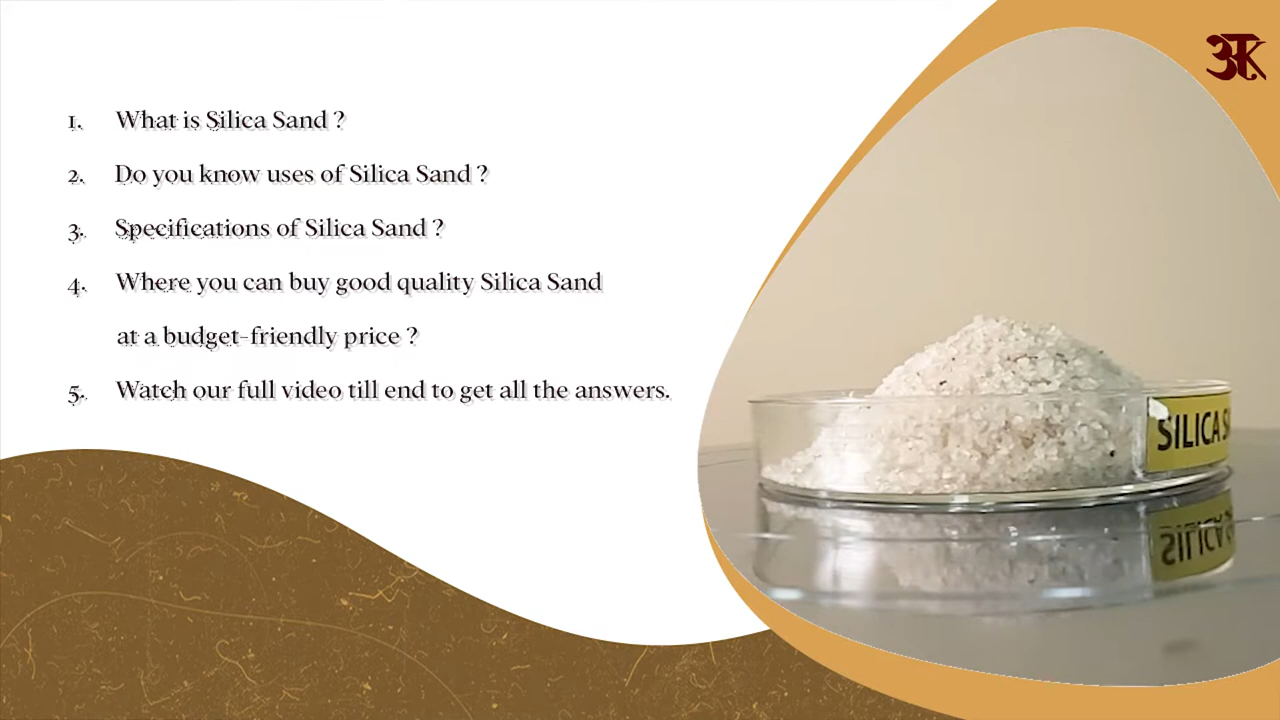 1. What is Silica Sand ?
2. Do you know uses of Silica Sand ?
3. Specifications of Silica Sand ?
4. Where you can buy good quality Silica Sand
at a budget-friendly price ?
5. Watch our full video till end to get all the answers.
SILICA